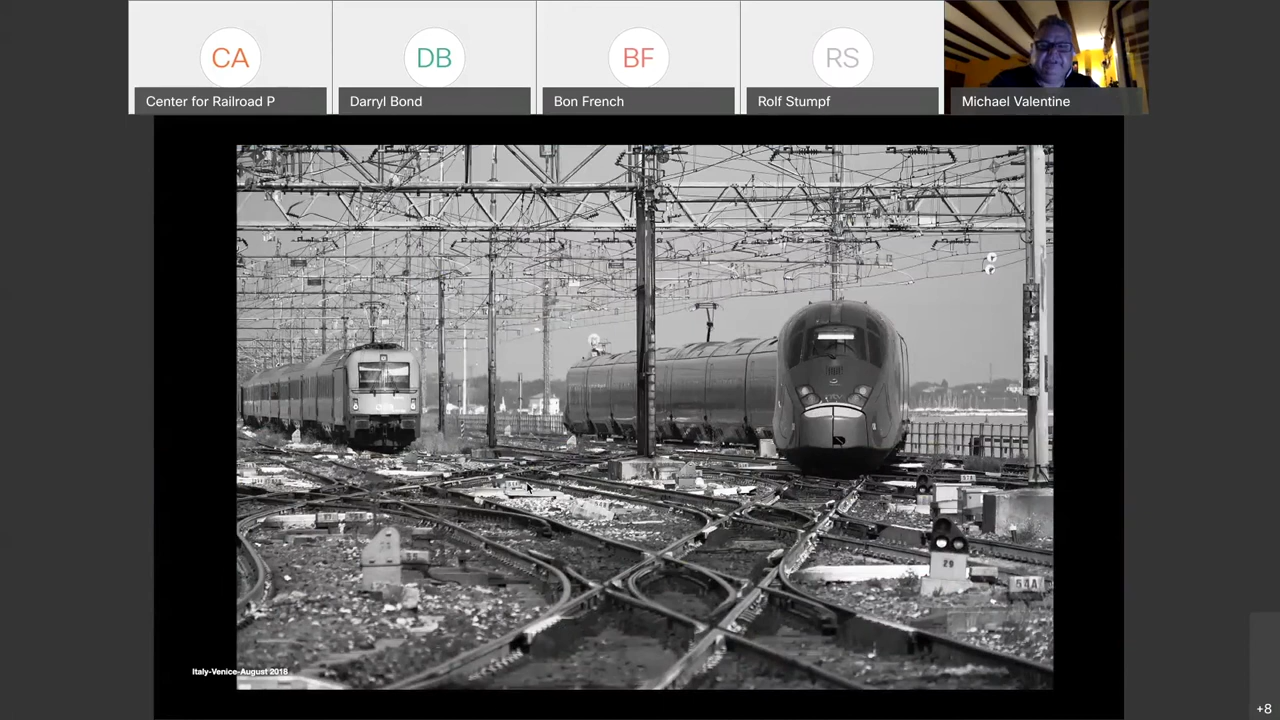 CA
DB
BF
RS
Center for Railroad P
Darryl Bond
Bon French
Rolf Stumpf
Michael Valentine
29
54A
Italy-Venice-August 2018
+8